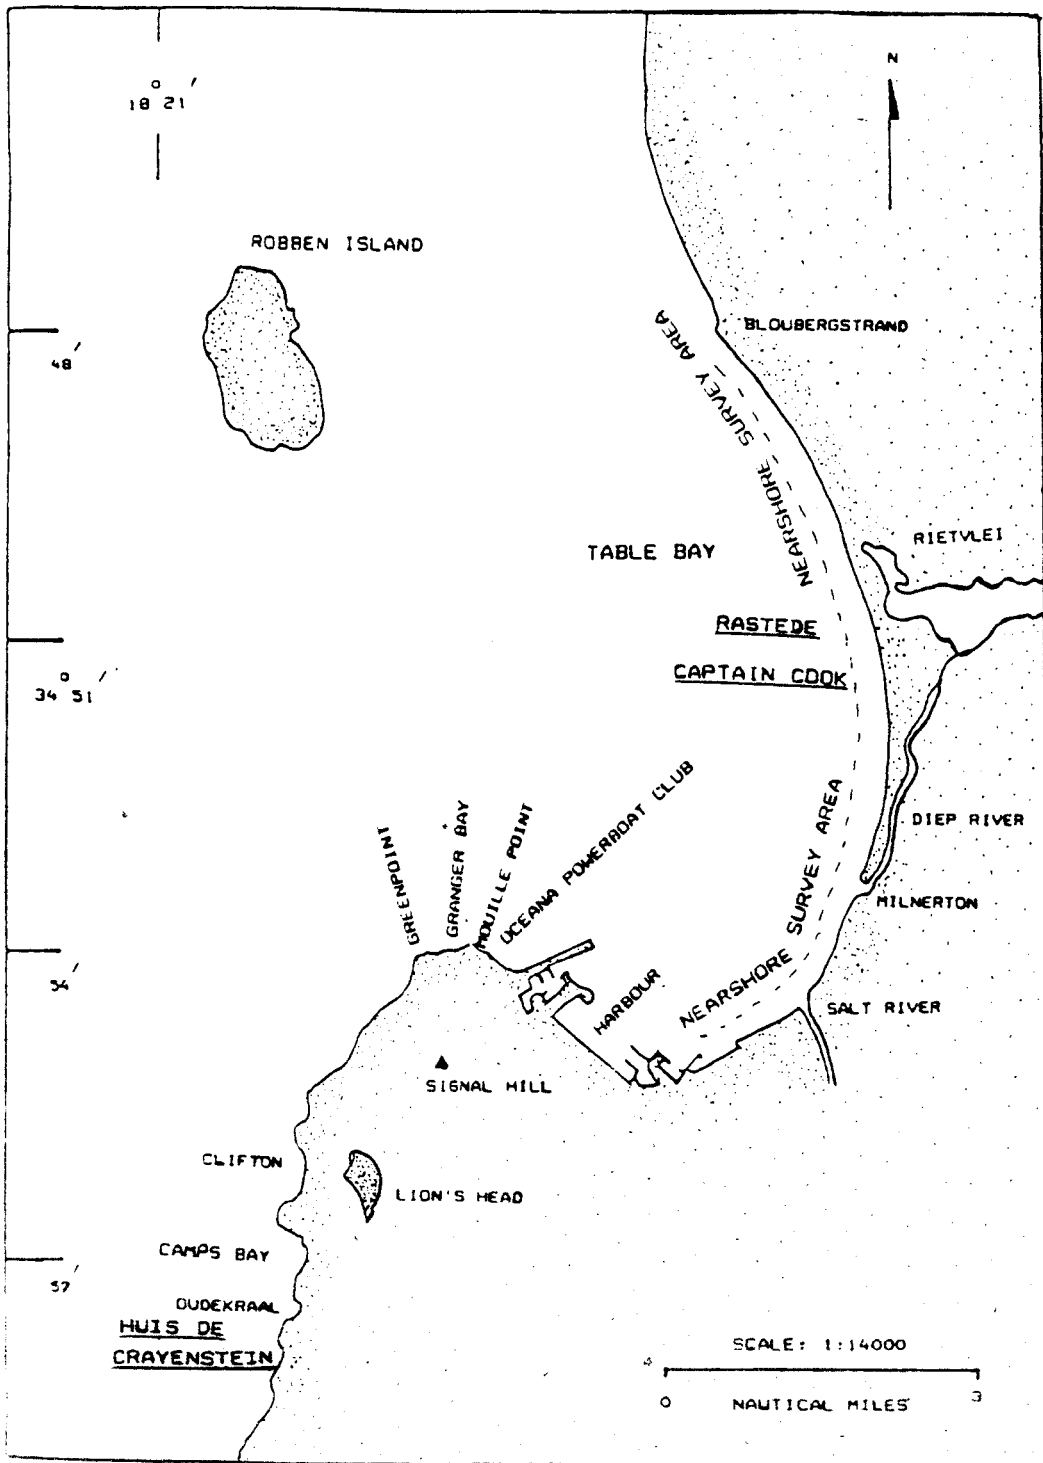 N
18° 21'
ROBBEN ISLAND
BLOUBERGSTRAND
48'
NEARSHORE SURVEY AREA
RIETVLEI
TABLE BAY
RASTEDE
34° 51'
CAPTAIN COOK
GREENPOINT
GRANGER BAY
MOUILLE POINT
OCEANA POWERBOAT CLUB
DIEP RIVER
MILNERTON
NEARSHORE SURVEY AREA
54'
HARBOUR
SALT RIVER
SIGNAL HILL
CLIFTON
LION'S HEAD
CAMPS BAY
57'
OUDEKRAAL
HUIS DE
CRAYENSTEIN
SCALE: 1:14000
0 3
NAUTICAL MILES